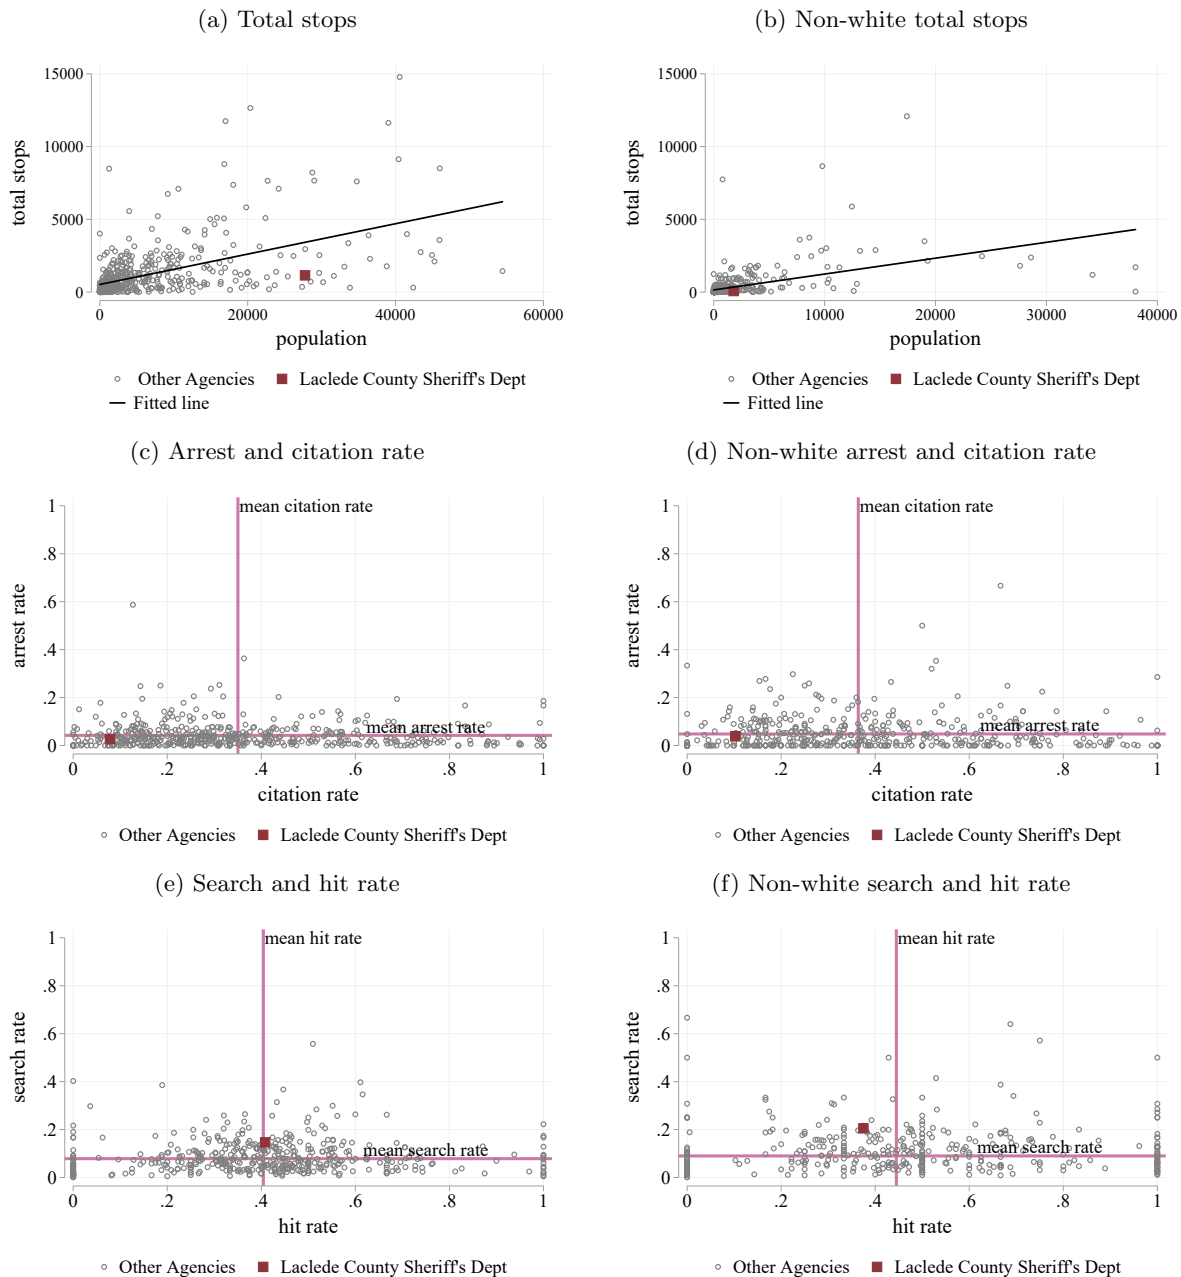 (a) Total stops
15000
10000
5000
0
total stops
0 20000 40000 60000
population
Other Agencies Laclede County Sheriff's Dept
Fitted line
(b) Non-white total stops
15000
10000
5000
0
total stops
0 10000 20000 30000 40000
population
Other Agencies Laclede County Sheriff's Dept
Fitted line
(c) Arrest and citation rate
1
.8
.6
.4
.2
0
arrest rate
mean citation rate
mean arrest rate
0 .2 .4 .6 .8 1
citation rate
Other Agencies Laclede County Sheriff's Dept
(d) Non-white arrest and citation rate
1
.8
.6
.4
.2
0
arrest rate
mean citation rate
mean arrest rate
0 .2 .4 .6 .8 1
citation rate
Other Agencies Laclede County Sheriff's Dept
(e) Search and hit rate
1
.8
.6
.4
.2
0
search rate
mean hit rate
mean search rate
0 .2 .4 .6 .8 1
hit rate
Other Agencies Laclede County Sheriff's Dept
(f) Non-white search and hit rate
1
.8
.6
.4
.2
0
search rate
mean hit rate
mean search rate
0 .2 .4 .6 .8 1
hit rate
Other Agencies Laclede County Sheriff's Dept